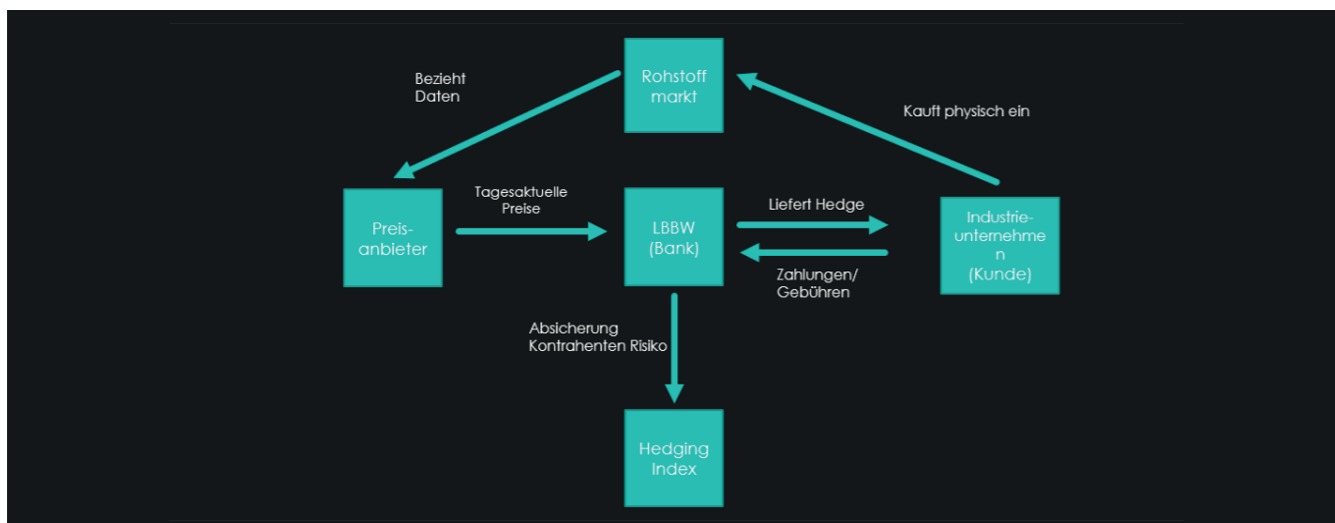 Rohstoff
markt
Bezieht
Daten
Kauft physisch ein
Preis-
anbieter
Tagesaktuelle
Preise
LBBW
(Bank)
Liefert Hedge
Zahlungen/
Gebühren
Industrie-
unternehme
n
(Kunde)
Absicherung
Kontrahenten Risiko
Hedging
Index